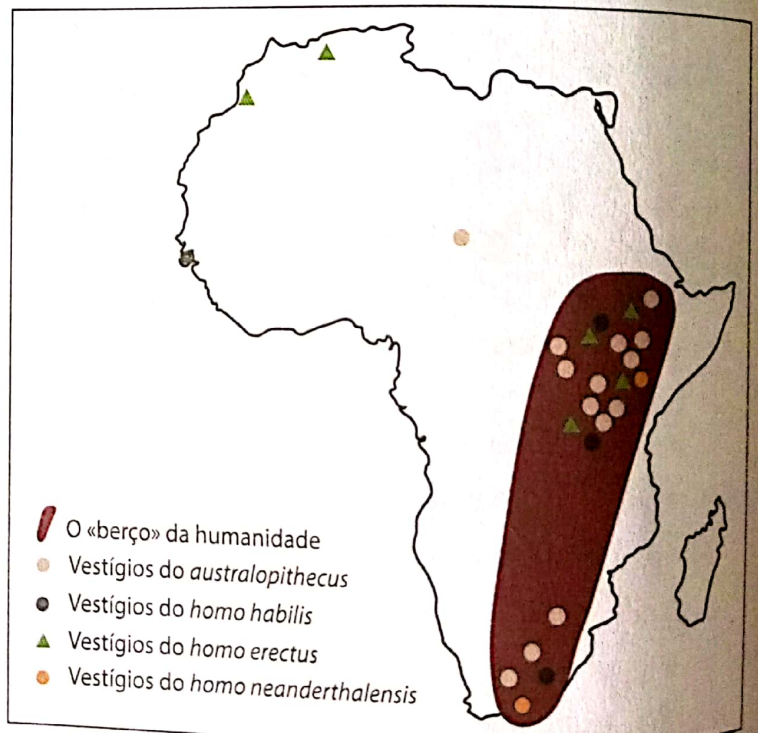 O «berço» da humanidade
Vestígios do australopithecus
Vestígios do homo habilis
Vestígios do homo erectus
Vestígios do homo neanderthalensis